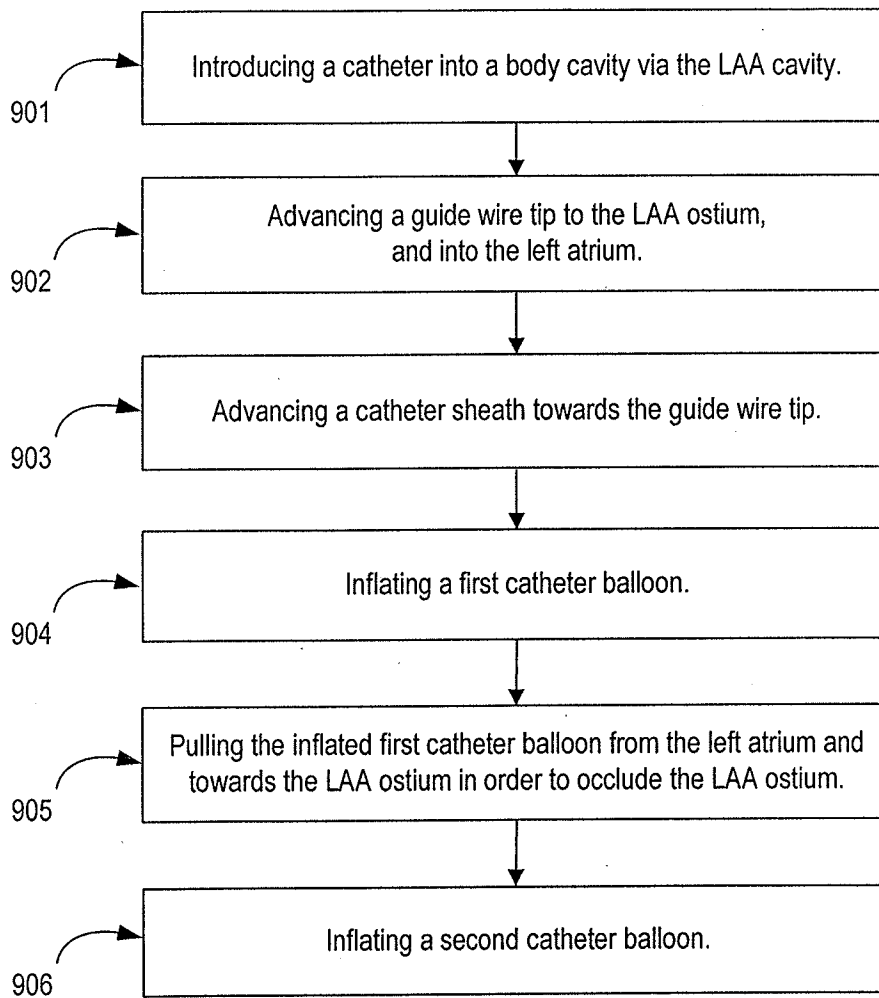 Introducing a catheter into a body cavity via the LAA cavity.
901
Advancing a guide wire tip to the LAA ostium,
and into the left atrium.
902
Advancing a catheter sheath towards the guide wire tip.
903
Inflating a first catheter balloon.
904
Pulling the inflated first catheter balloon from the left atrium and
towards the LAA ostium in order to occlude the LAA ostium.
905
Inflating a second catheter balloon.
906